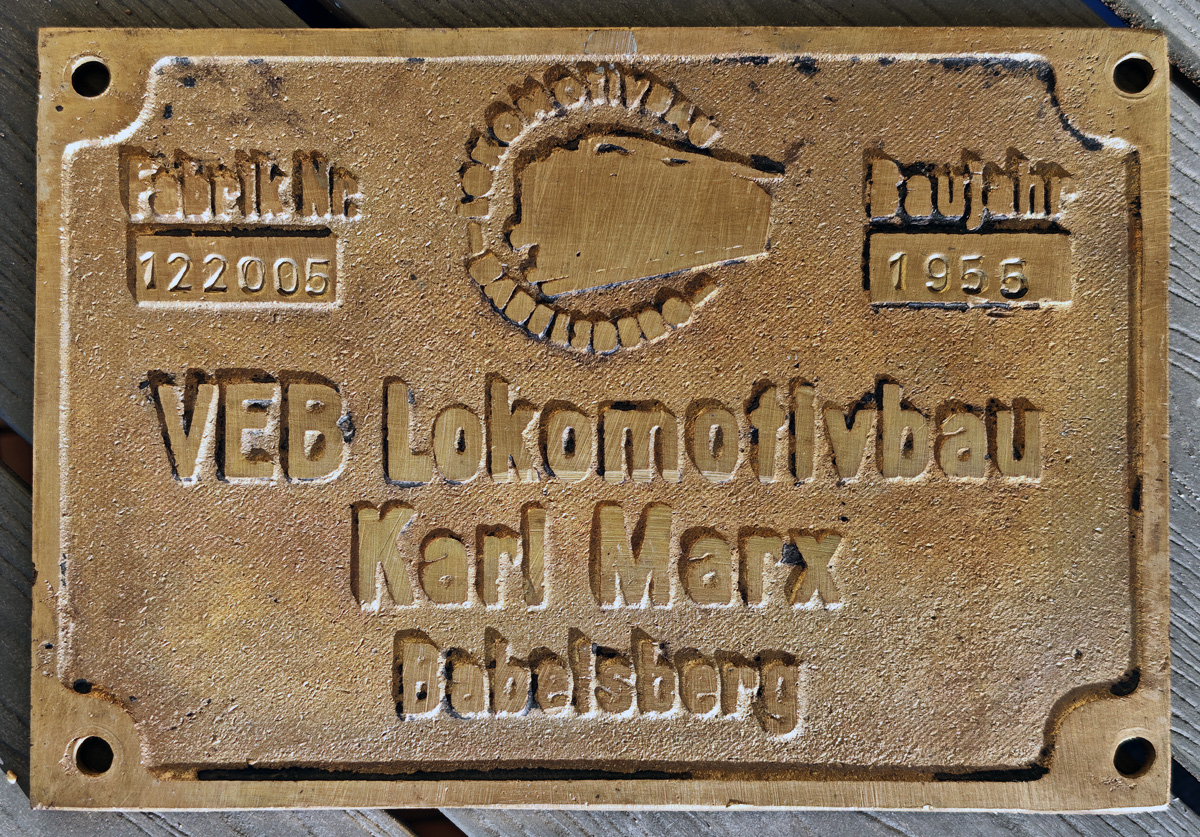 LOKOMOTIVBAU
Fabrik Nr.
122005
Baujahr
1955
VEB Lokomotivbau
Karl Marx
Babelsberg